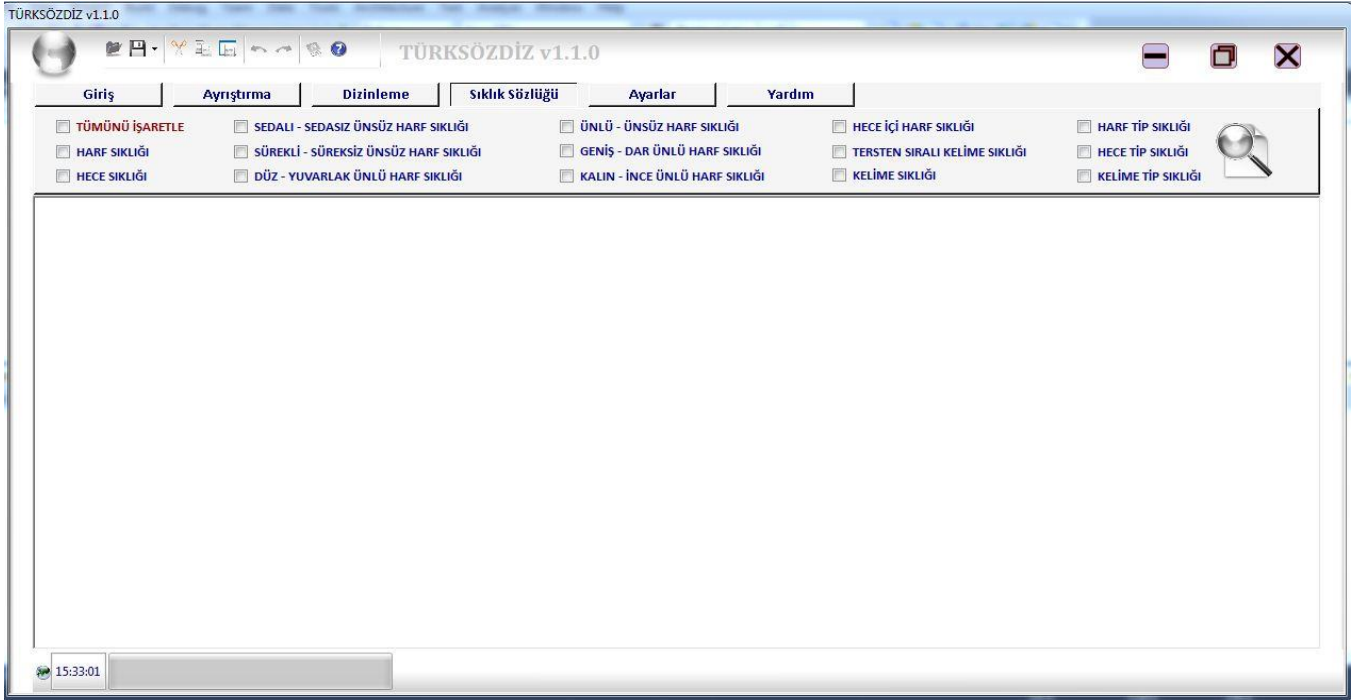 TÜRKSÖZDİZ v1.1.0
TÜRKSÖZDİZ v1.1.0
Giriş Ayrıştırma Dizinleme Sıklık Sözlüğü Ayarlar Yardım
TÜMÜNÜ İŞARETLE SEDALI - SEDASIZ ÜNSÜZ HARF SIKLIĞI ÜNLÜ - ÜNSÜZ HARF SIKLIĞI HECE İÇİ HARF SIKLIĞI HARF TİP SIKLIĞI
HARF SIKLIĞI SÜREKLİ - SÜREKSİZ ÜNSÜZ HARF SIKLIĞI GENİŞ - DAR ÜNLÜ HARF SIKLIĞI TERSTEN SIRALI KELİME SIKLIĞI HECE TİP SIKLIĞI
HECE SIKLIĞI DÜZ - YUVARLAK ÜNLÜ HARF SIKLIĞI KALIN - İNCE ÜNLÜ HARF SIKLIĞI KELİME SIKLIĞI KELİME TİP SIKLIĞI
15:33:01